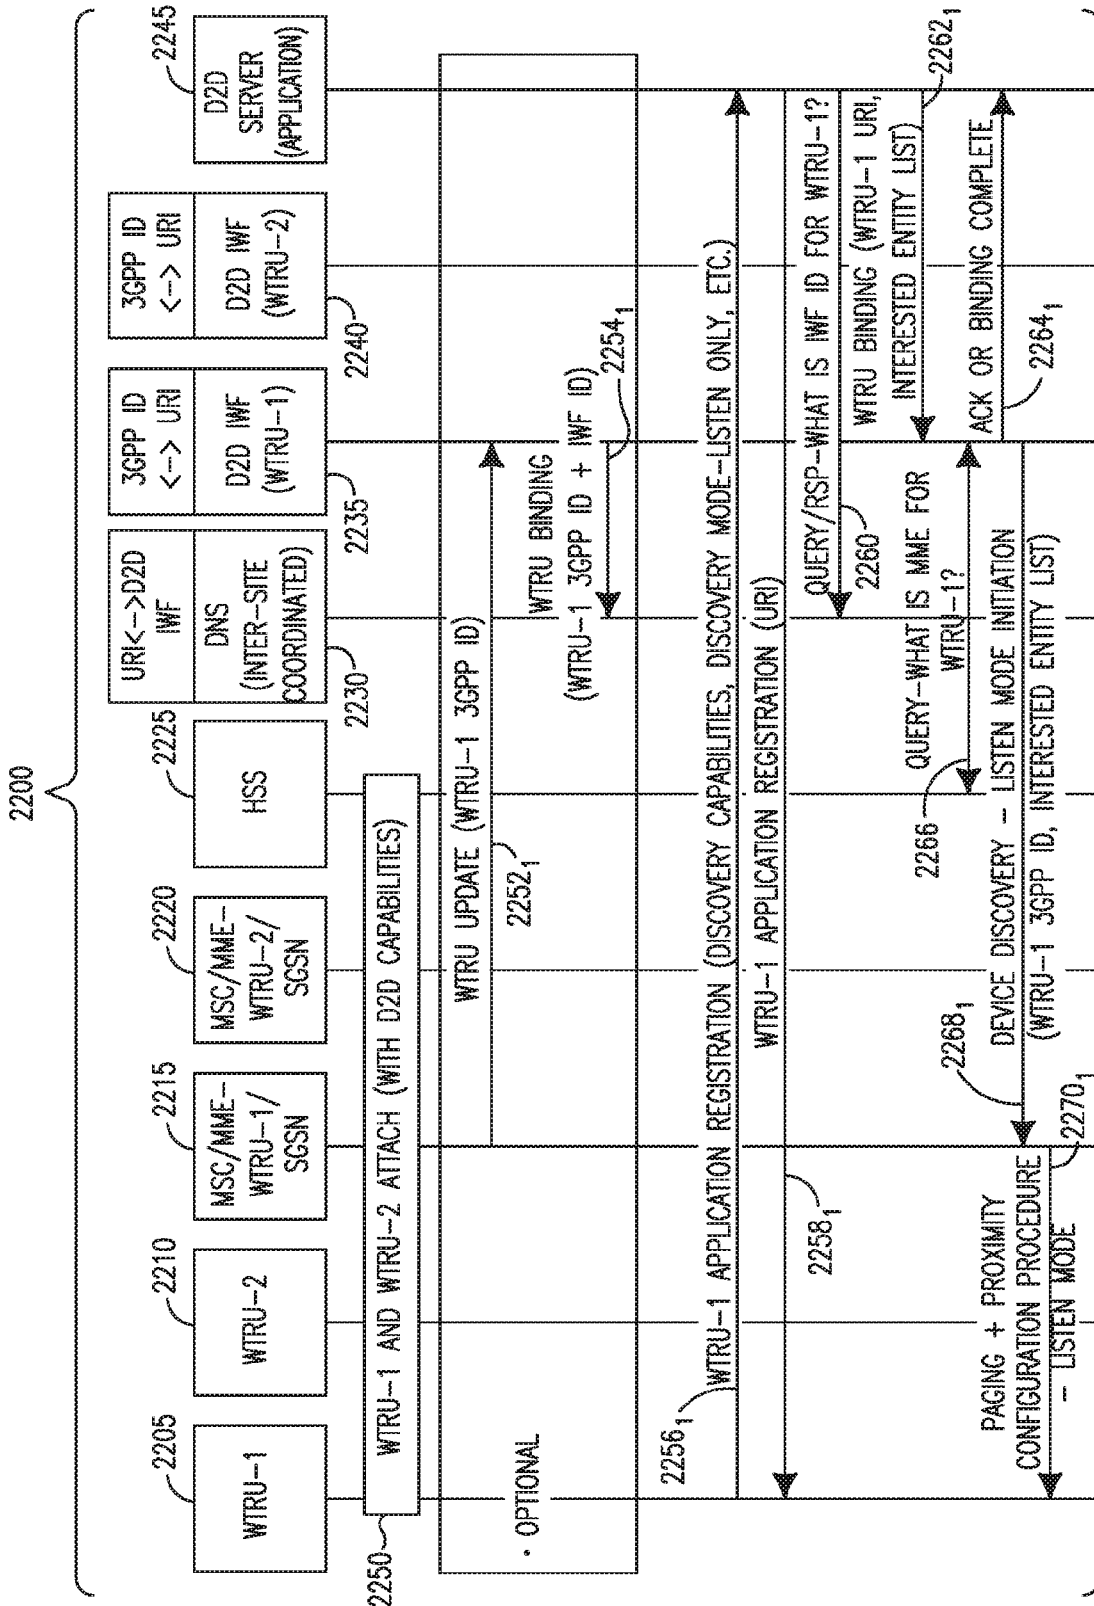 2200
2205
WTRU-1
2210
WTRU-2
2215
MSC/MME-
WTRU-1/
SGSN
2220
MSC/MME-
WTRU-2/
SGSN
2225
HSS
URI<->D2D
IWF
DNS
(INTER-SITE
COORDINATED)
2230
3GPP ID
<-> URI
D2D IWF
(WTRU-1)
2235
3GPP ID
<-> URI
D2D IWF
(WTRU-2)
2240
2245
D2D
SERVER
(APPLICATION)
2250
WTRU-1 AND WTRU-2 ATTACH (WITH D2D CAPABILITIES)
• OPTIONAL
WTRU UPDATE (WTRU-1 3GPP ID)
2252₁
WTRU BINDING
(WTRU-1 3GPP ID + IWF ID)
2254₁
2256₁
WTRU-1 APPLICATION REGISTRATION (DISCOVERY CAPABILITIES, DISCOVERY MODE-LISTEN ONLY, ETC.)
WTRU-1 APPLICATION REGISTRATION (URI)
2258₁
QUERY/RSP-WHAT IS IWF ID FOR WTRU-1?
2260
WTRU BINDING (WTRU-1 URI,
INTERESTED ENTITY LIST)
2262₁
ACK OR BINDING COMPLETE
2264₁
QUERY-WHAT IS MME FOR
WTRU-1?
2266
DEVICE DISCOVERY - LISTEN MODE INITIATION
(WTRU-1 3GPP ID, INTERESTED ENTITY LIST)
2268₁
PAGING + PROXIMITY
CONFIGURATION PROCEDURE
- LISTEN MODE
2270₁